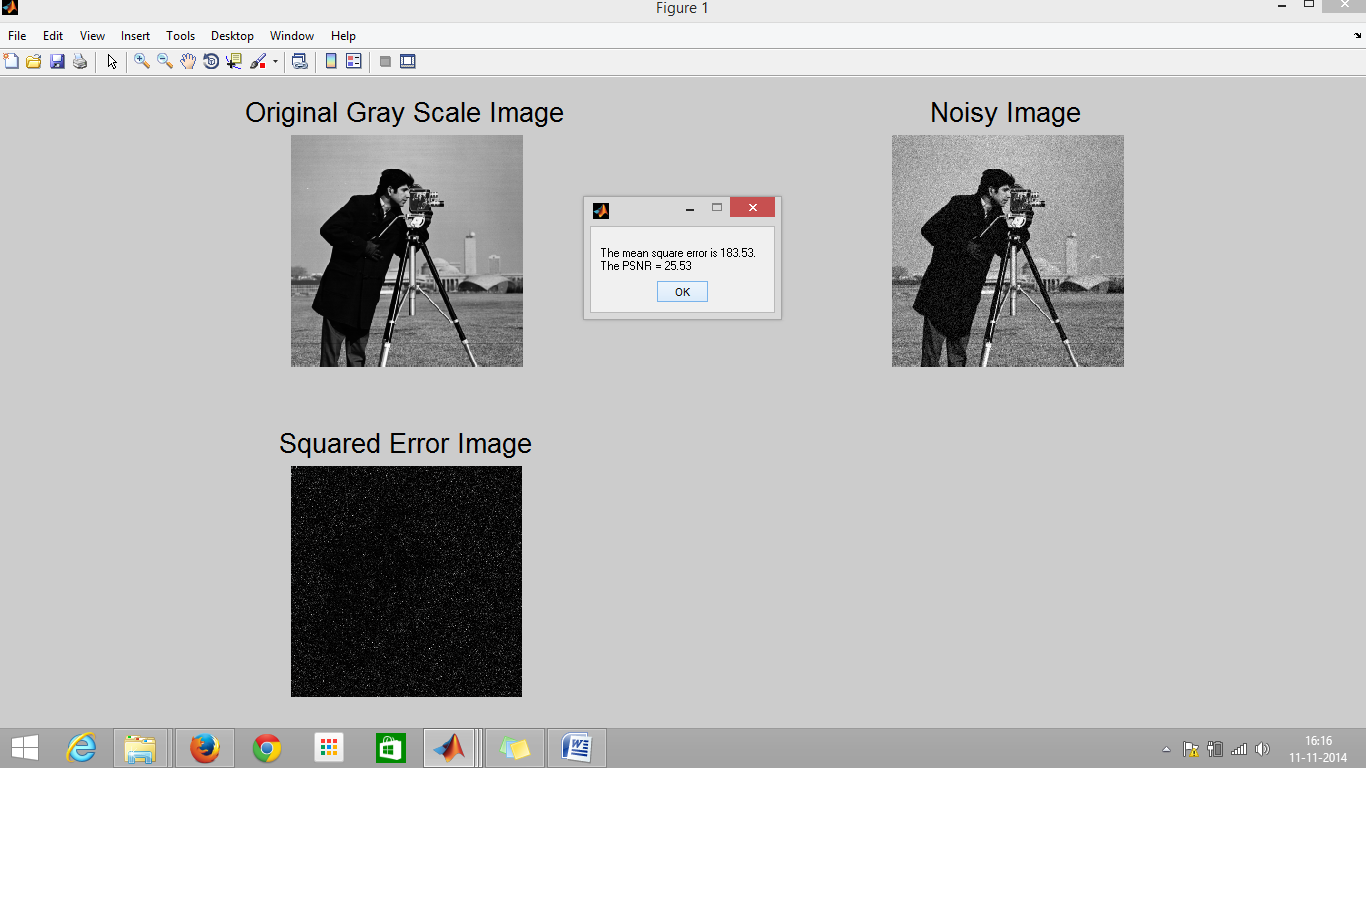 Figure 1
File Edit View Insert Tools Desktop Window Help
Original Gray Scale Image
Noisy Image
The mean square error is 183.53.
The PSNR = 25.53
OK
Squared Error Image
16:16
11-11-2014